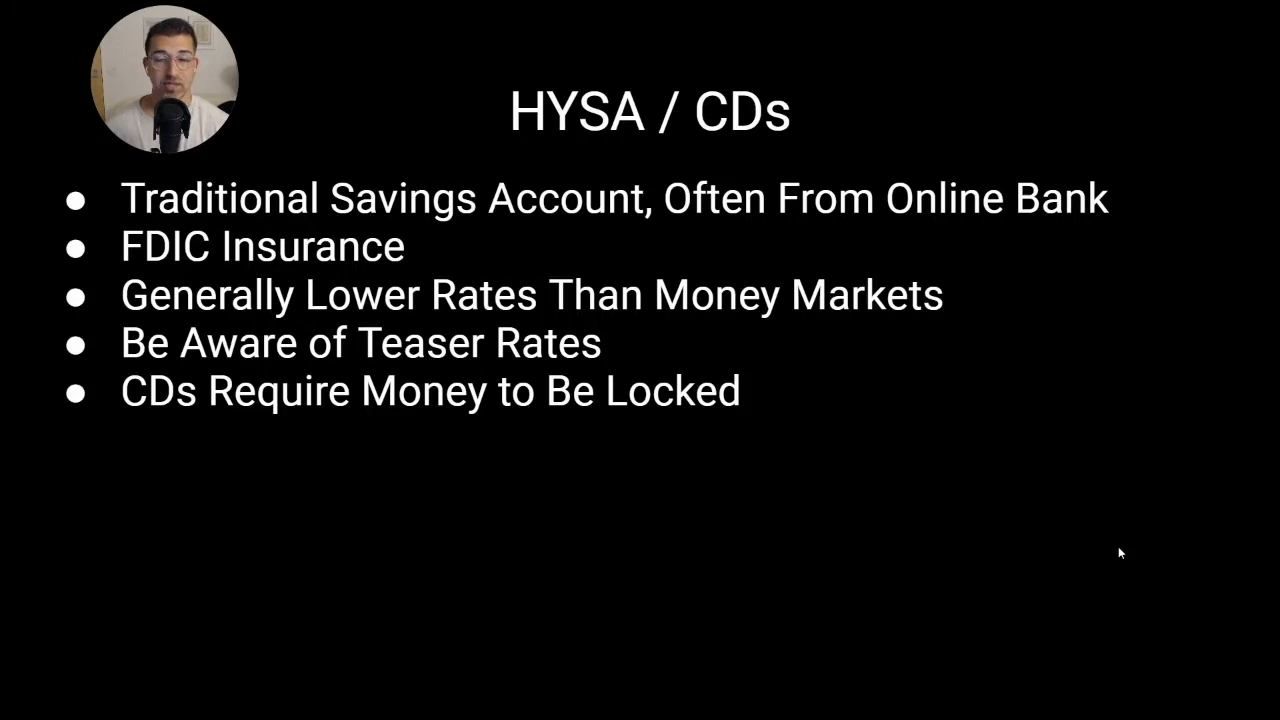 HYSA / CDs
● Traditional Savings Account, Often From Online Bank
● FDIC Insurance
● Generally Lower Rates Than Money Markets
● Be Aware of Teaser Rates
● CDs Require Money to Be Locked